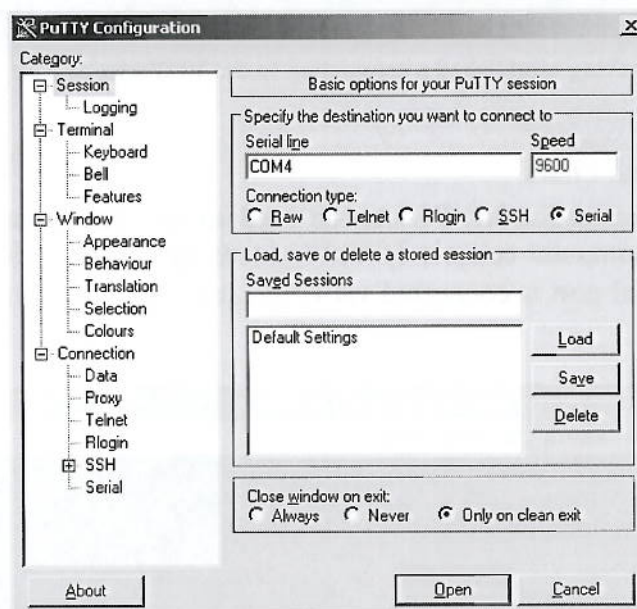 PuTTY Configuration
Category:
Session
Logging
Terminal
Keyboard
Bell
Features
Window
Appearance
Behaviour
Translation
Selection
Colours
Connection
Data
Proxy
Telnet
Rlogin
SSH
Serial
Basic options for your PuTTY session
Specify the destination you want to connect to
Serial line Speed
COM4 9600
Connection type:
Raw Telnet Rlogin SSH Serial
Load, save or delete a stored session
Saved Sessions
Default Settings
Load
Save
Delete
Close window on exit:
Always Never Only on clean exit
About Open Cancel